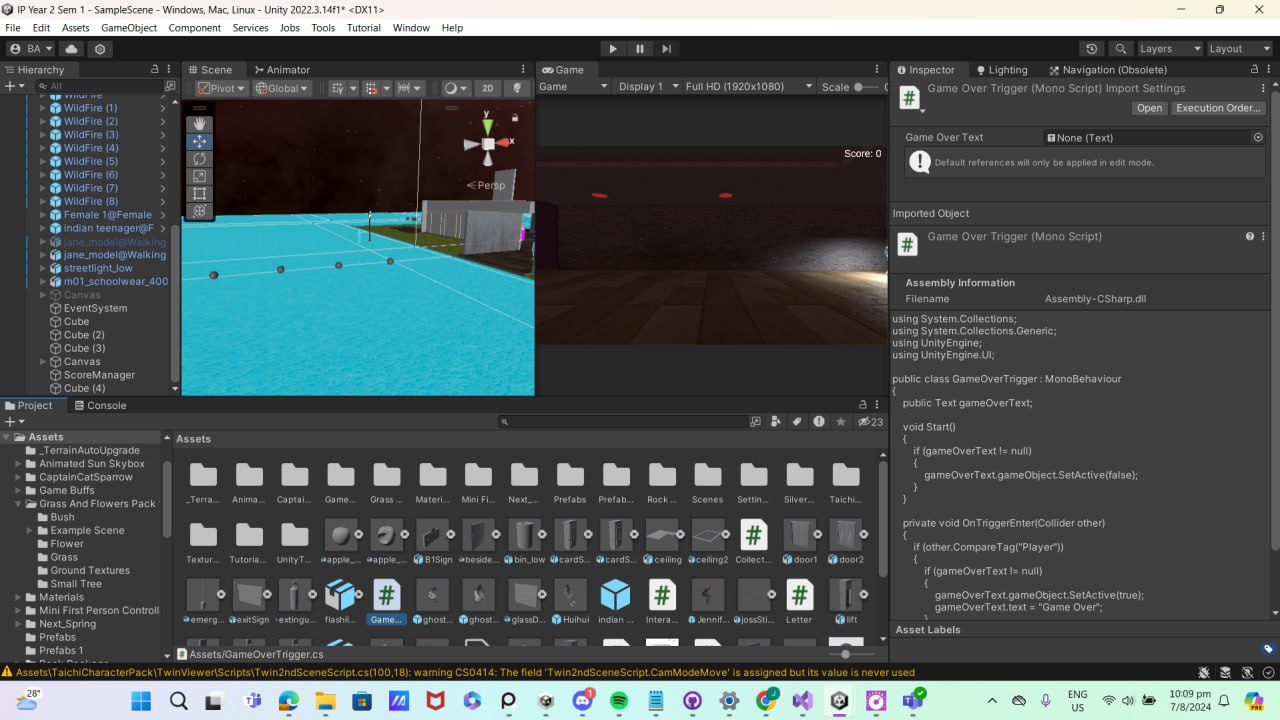 IP Year 2 Sem 1 - SampleScene - Windows, Mac, Linux - Unity 2022.3.14f1* <DX11>
File Edit Assets GameObject Component Services Jobs Tools Tutorial Window Help
BA Layers Layout
Hierarchy
All
WildFire
WildFire (1)
WildFire (2)
WildFire (3)
WildFire (4)
WildFire (5)
WildFire (6)
WildFire (7)
WildFire (8)
Female 1@Female
indian teenager@F
jane_model@Walking
jane_model@Walking
streetlight_low
m01_schoolwear_400
Canvas
EventSystem
Cube
Cube (2)
Cube (3)
Canvas
ScoreManager
Cube (4)
Scene Animator
Pivot Global 2D
y
x
Persp
Game
Game Display 1 Full HD (1920x1080) Scale
Score: 0
Inspector Lighting Navigation (Obsolete)
Game Over Trigger (Mono Script) Import Settings
Open Execution Order...
Game Over Text None (Text)
Default references will only be applied in edit mode.
Imported Object
Game Over Trigger (Mono Script)
Assembly Information
Filename Assembly-CSharp.dll
using System.Collections;
using System.Collections.Generic;
using UnityEngine;
using UnityEngine.UI;
public class GameOverTrigger : MonoBehaviour
{
public Text gameOverText;
void Start()
{
if (gameOverText != null)
{
gameOverText.gameObject.SetActive(false);
}
}
private void OnTriggerEnter(Collider other)
{
if (other.CompareTag("Player"))
{
if (gameOverText != null)
{
gameOverText.gameObject.SetActive(true);
gameOverText.text = "Game Over";
}
Asset Labels
Project Console
23
Assets
_TerrainAutoUpgrade
Animated Sun Skybox
CaptainCatSparrow
Game Buffs
Grass And Flowers Pack
Bush
Example Scene
Flower
Grass
Ground Textures
Small Tree
Materials
Mini First Person Controll
Next_Spring
Prefabs
Prefabs 1
Assets
_Terra... Anima... Captai... Game... Grass ... Materi... Mini Fi... Next_... Prefabs Prefab... Rock ... Scenes Settin... Silver... Taichi...
Textur... Tutoria... UnityT... apple_... apple_... B1Sign beside... bin_low cardS... cardS... ceiling ceiling2 Collect... door1 door2
emerg... exitSign extingu... flashli... Game... ghost... ghost... glassD... Huihui indian ... Intera... Jennif... jossSti... Letter lift
Assets/GameOverTrigger.cs
Assets\TaichiCharacterPack\TwinViewer\Scripts\Twin2ndSceneScript.cs(100,18): warning CS0414: The field 'Twin2ndSceneScript.CamModeMove' is assigned but its value is never used
28°
1
ENG
US
10:09 pm
7/8/2024